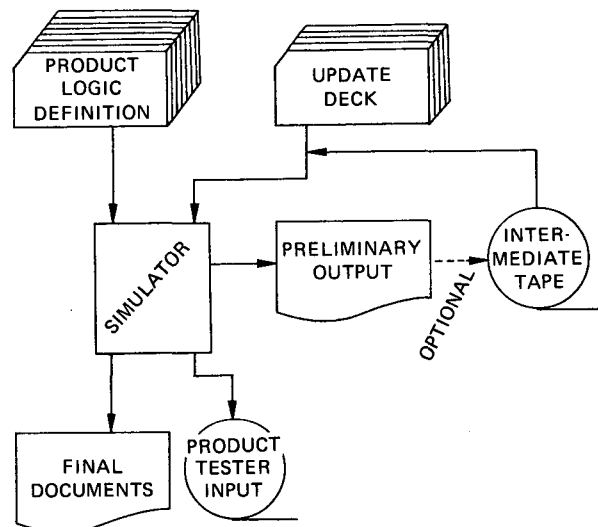 PRODUCT
LOGIC
DEFINITION
UPDATE
DECK
SIMULATOR
PRELIMINARY
OUTPUT
OPTIONAL
INTER-
MEDIATE
TAPE
FINAL
DOCUMENTS
PRODUCT
TESTER
INPUT